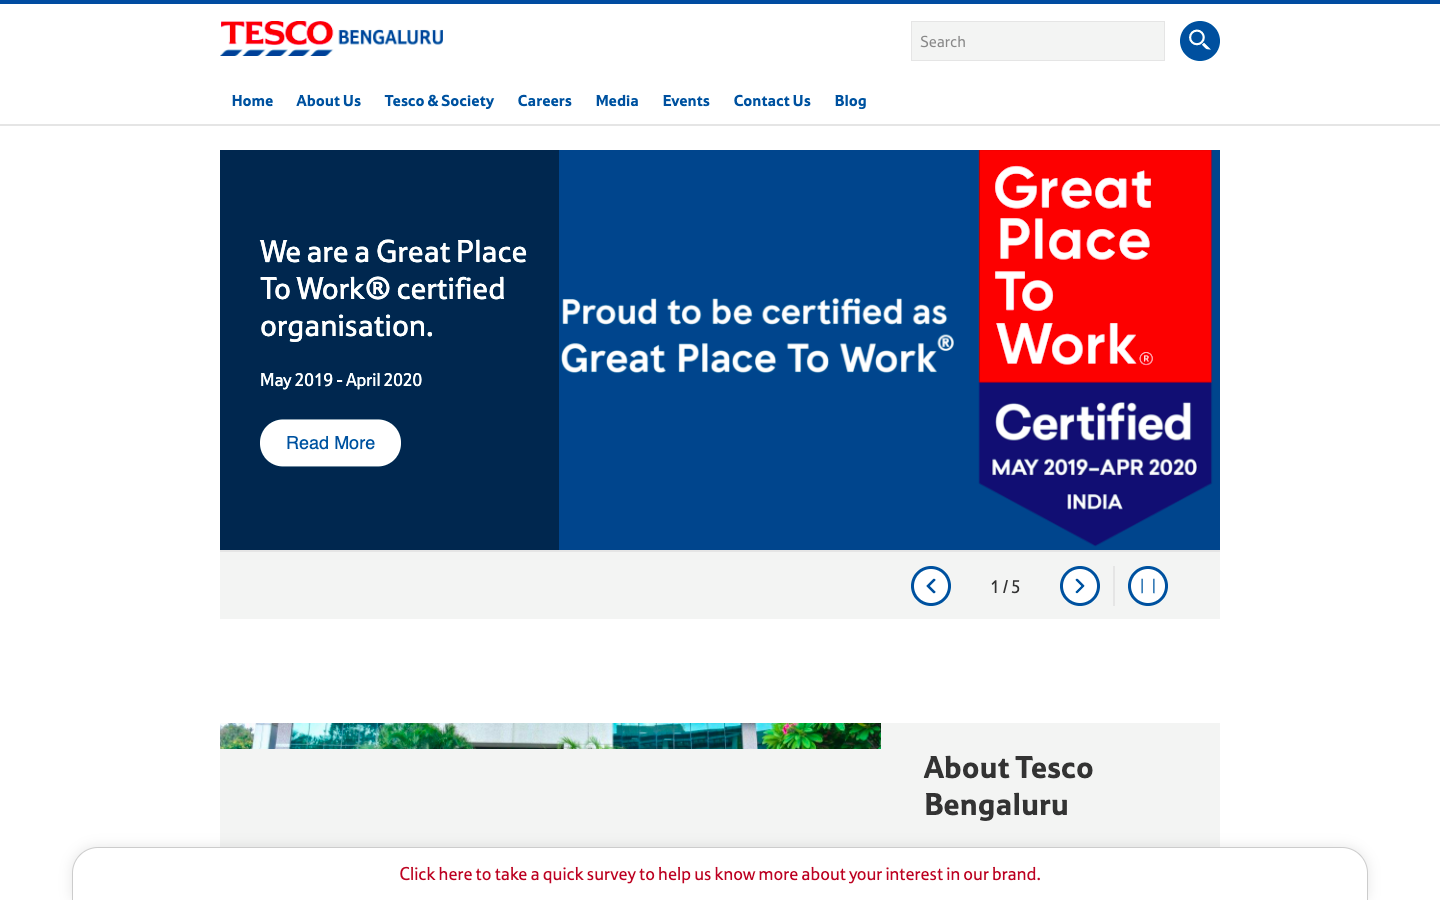 TESCO BENGALURU
Search
Home About Us Tesco & Society Careers Media Events Contact Us Blog
We are a Great Place
To Work® certified
organisation.
May 2019 - April 2020
Read More
Proud to be certified as
Great Place To Work®
Great
Place
To
Work®
Certified
MAY 2019-APR 2020
INDIA
1 / 5
About Tesco
Bengaluru
Click here to take a quick survey to help us know more about your interest in our brand.